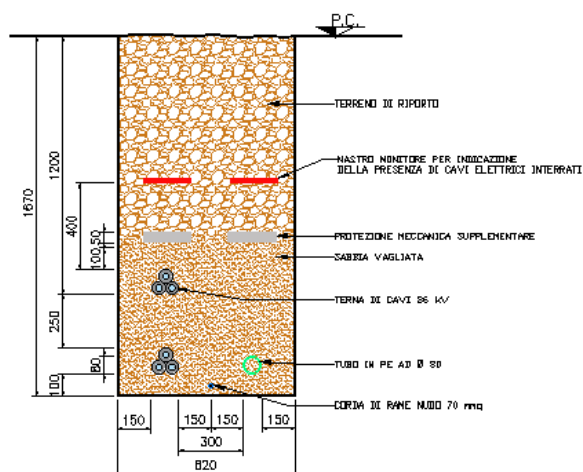 P.C.
TERRENO DI RIPORTO
NASTRO MONITORE PER INDICAZIONE
DELLA PRESENZA DI CAVI ELETTRICI INTERRATI
PROTEZIONE MECCANICA SUPPLEMENTARE
SABBIA VAGLIATA
TERNA DI CAVI 36 kV
TUBO IN PE AD Ø 80
CORDA DI RAME NUDO 70 mmq
1670
1200
400
50
100
250
80
100
150
150
150
150
300
820